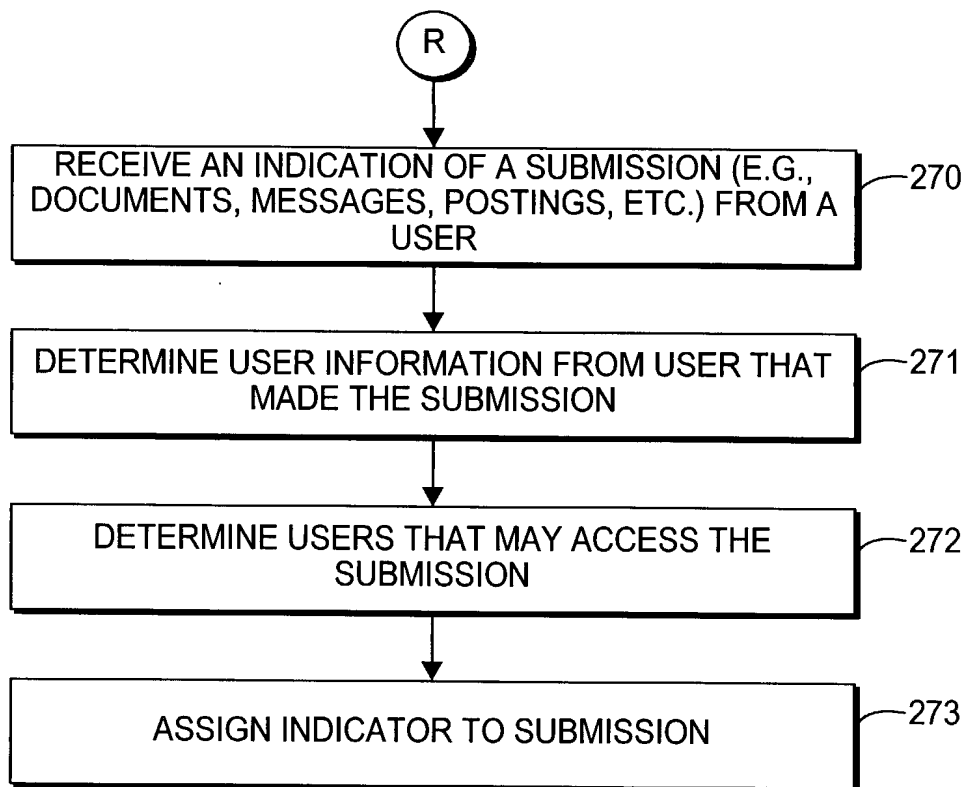 R
RECEIVE AN INDICATION OF A SUBMISSION (E.G.,
DOCUMENTS, MESSAGES, POSTINGS, ETC.) FROM A
USER
270
DETERMINE USER INFORMATION FROM USER THAT
MADE THE SUBMISSION
271
DETERMINE USERS THAT MAY ACCESS THE
SUBMISSION
272
ASSIGN INDICATOR TO SUBMISSION
273